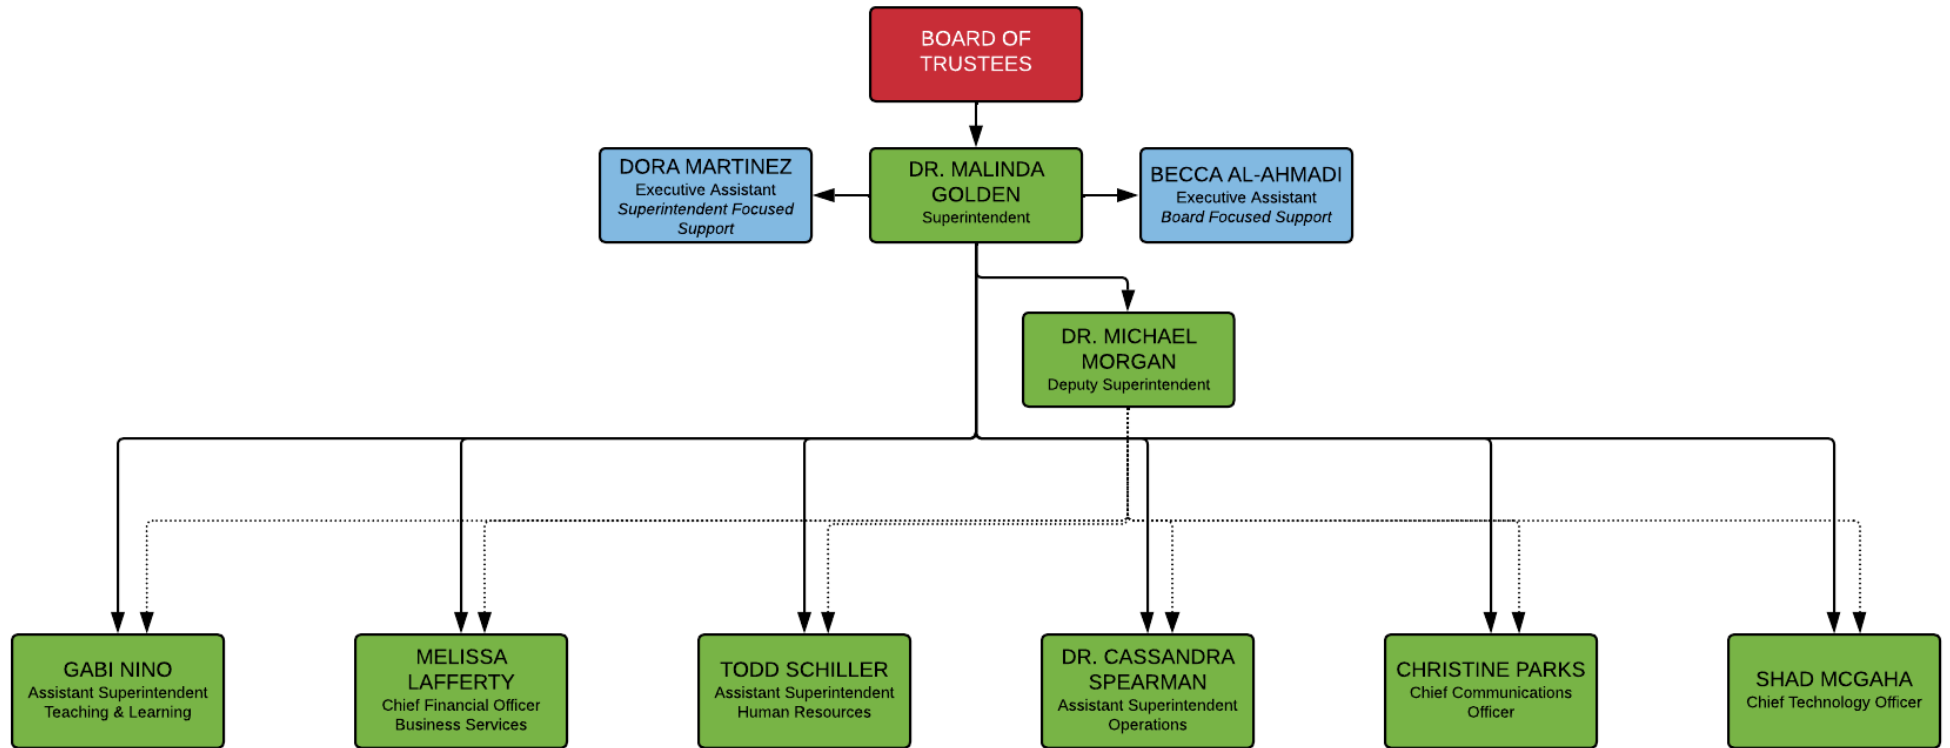 BOARD OF
TRUSTEES
DORA MARTINEZ
Executive Assistant
Superintendent Focused
Support
DR. MALINDA
GOLDEN
Superintendent
BECCA AL-AHMADI
Executive Assistant
Board Focused Support
DR. MICHAEL
MORGAN
Deputy Superintendent
GABI NINO
Assistant Superintendent
Teaching & Learning
MELISSA
LAFFERTY
Chief Financial Officer
Business Services
TODD SCHILLER
Assistant Superintendent
Human Resources
DR. CASSANDRA
SPEARMAN
Assistant Superintendent
Operations
CHRISTINE PARKS
Chief Communications
Officer
SHAD MCGAHA
Chief Technology Officer